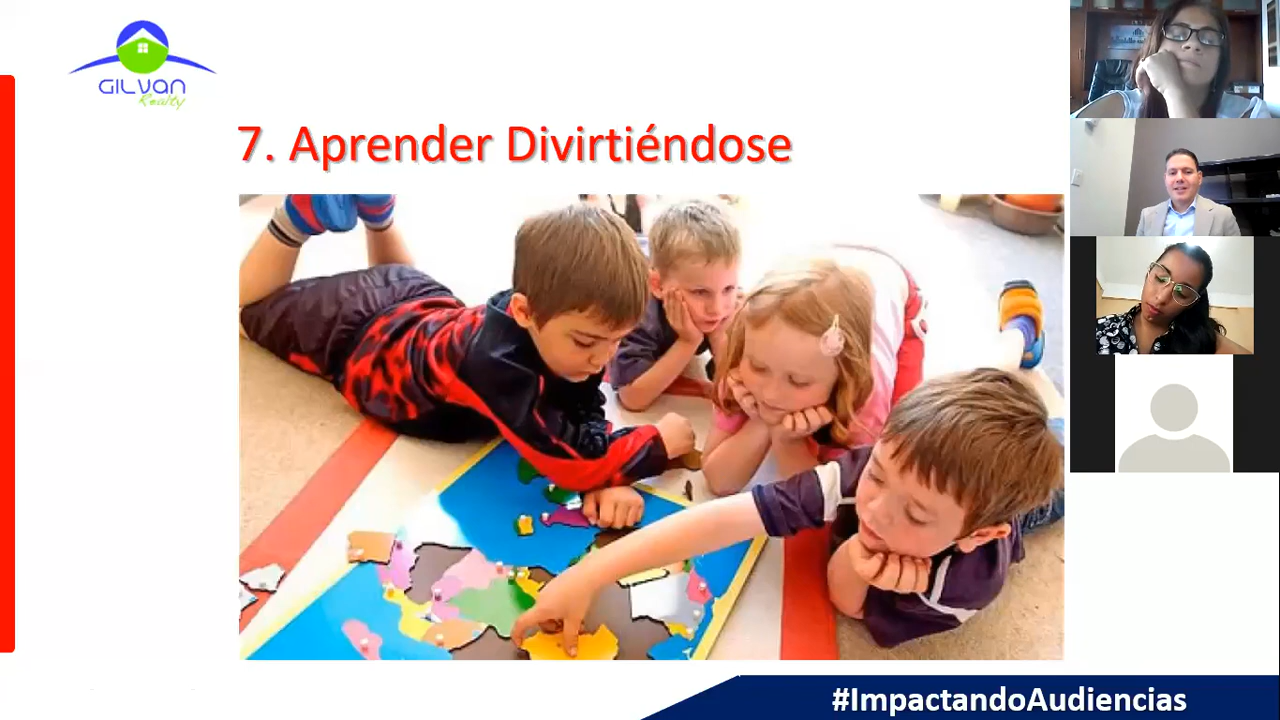 GILVAN
Realty
7. Aprender Divirtiéndose
#ImpactandoAudiencias